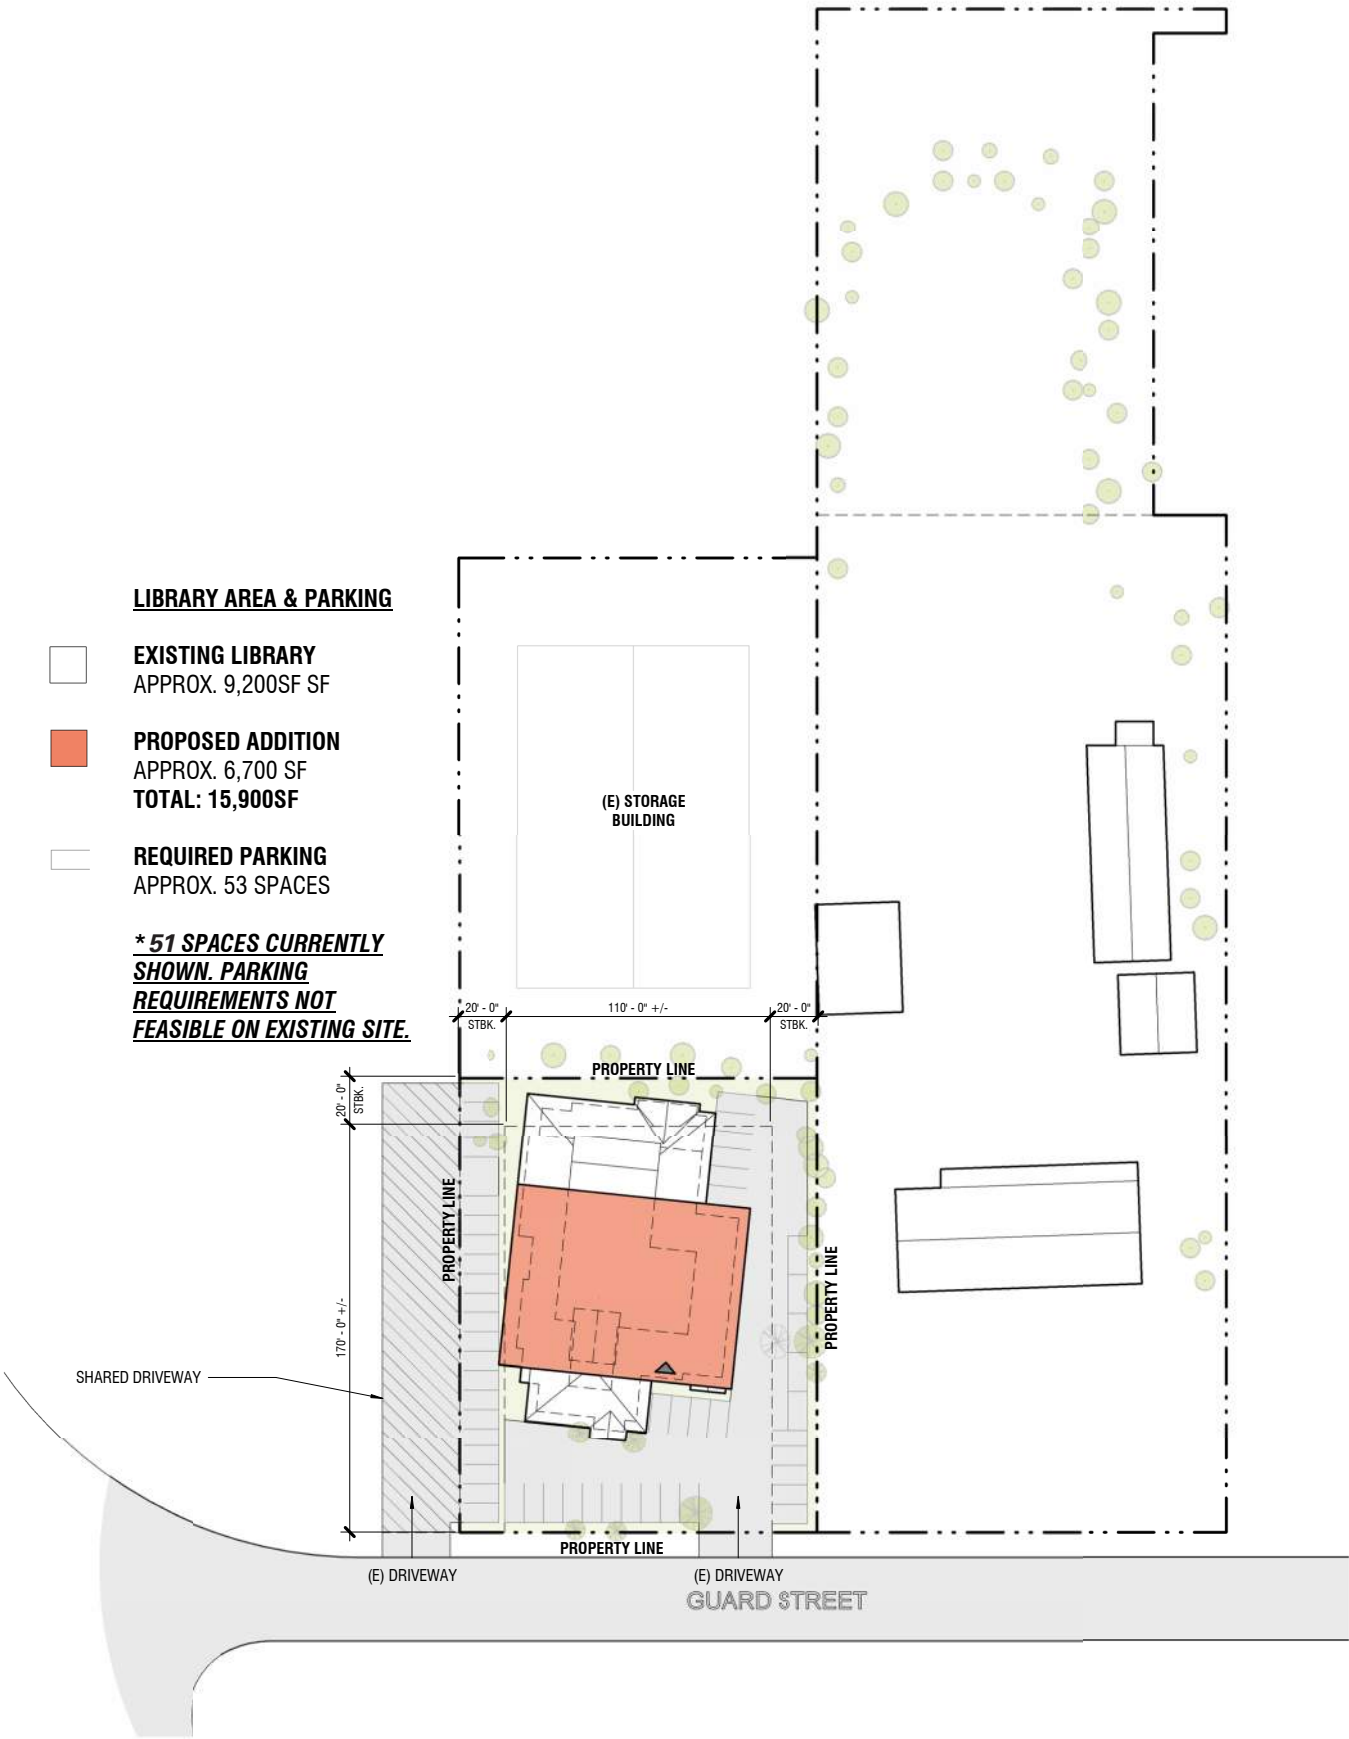 LIBRARY AREA & PARKING
EXISTING LIBRARY
APPROX. 9,200SF SF
PROPOSED ADDITION
APPROX. 6,700 SF
TOTAL: 15,900SF
REQUIRED PARKING
APPROX. 53 SPACES
* 51 SPACES CURRENTLY
SHOWN. PARKING
REQUIREMENTS NOT
FEASIBLE ON EXISTING SITE.
(E) STORAGE
BUILDING
20' - 0"
STBK.
110' - 0" +/-
20' - 0"
STBK.
PROPERTY LINE
20' - 0"
STBK.
PROPERTY LINE
PROPERTY LINE
170' - 0" +/-
SHARED DRIVEWAY
PROPERTY LINE
(E) DRIVEWAY
(E) DRIVEWAY
GUARD STREET